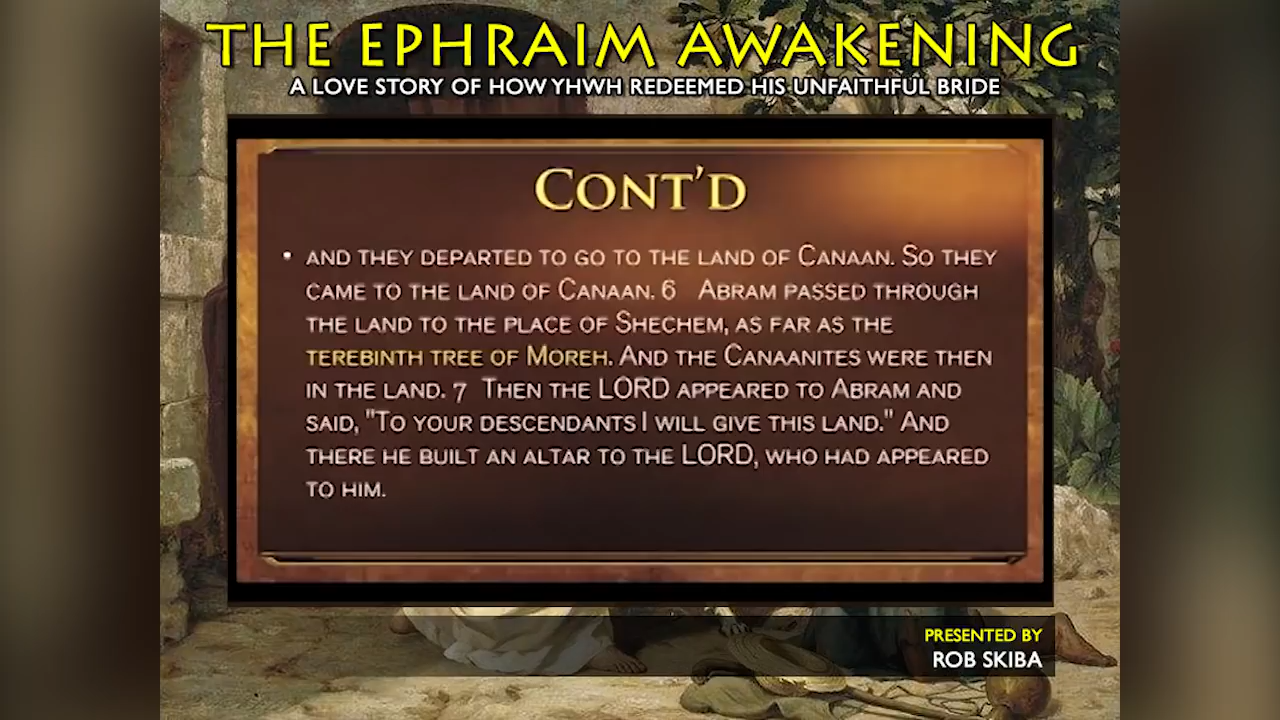 THE EPHRAIM AWAKENING
A LOVE STORY OF HOW YHWH REDEEMED HIS UNFAITHFUL BRIDE
CONT'D
• AND THEY DEPARTED TO GO TO THE LAND OF CANAAN. SO THEY
CAME TO THE LAND OF CANAAN. 6 ABRAM PASSED THROUGH
THE LAND TO THE PLACE OF SHECHEM, AS FAR AS THE
TEREBINTH TREE OF MOREH. AND THE CANAANITES WERE THEN
IN THE LAND. 7 THEN THE LORD APPEARED TO ABRAM AND
SAID, "TO YOUR DESCENDANTS I WILL GIVE THIS LAND." AND
THERE HE BUILT AN ALTAR TO THE LORD, WHO HAD APPEARED
TO HIM.
PRESENTED BY
ROB SKIBA